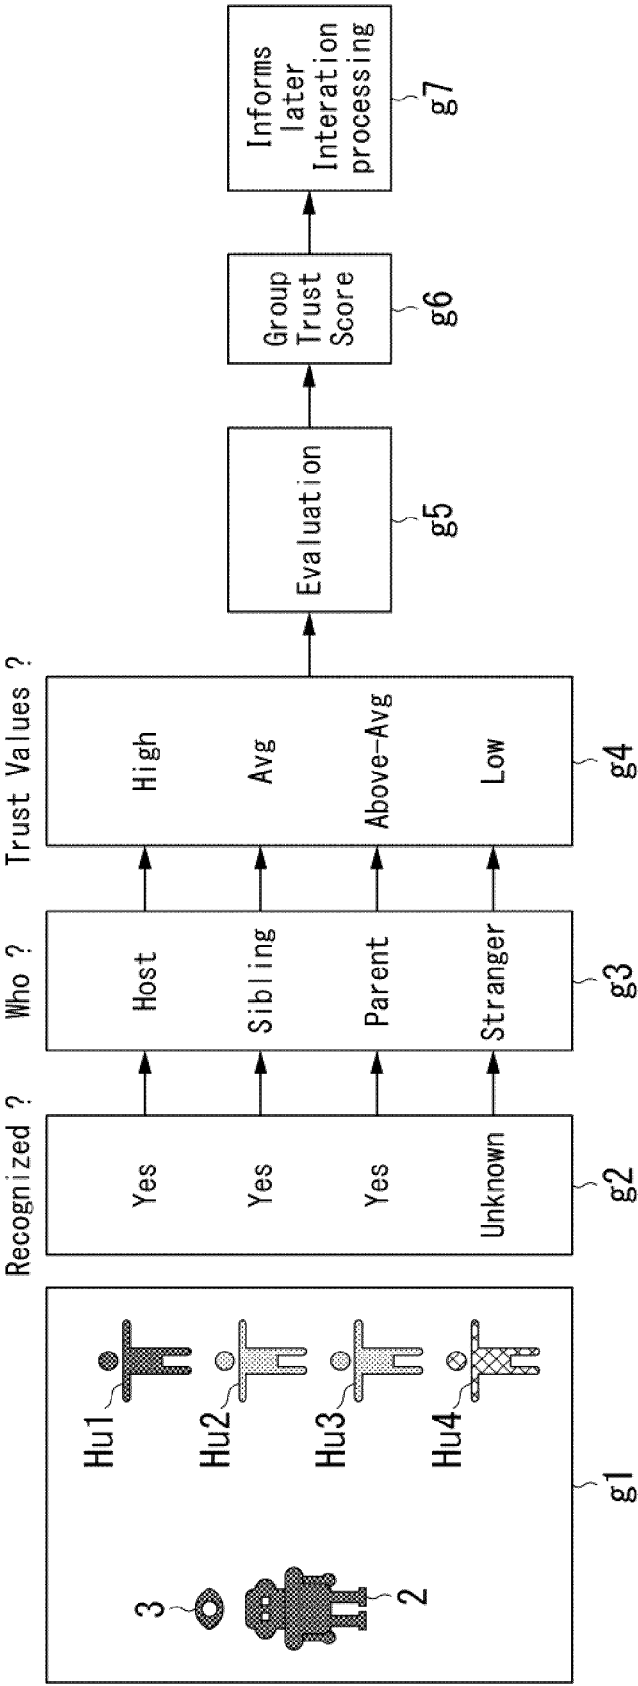 3
2
Hu1
Hu2
Hu3
Hu4
g1
Recognized ?
Yes
Yes
Yes
Unknown
g2
Who ?
Host
Sibling
Parent
Stranger
g3
Trust Values ?
High
Avg
Above-Avg
Low
g4
Evaluation
g5
Group
Trust
Score
g6
Informs
later
Interation
processing
g7